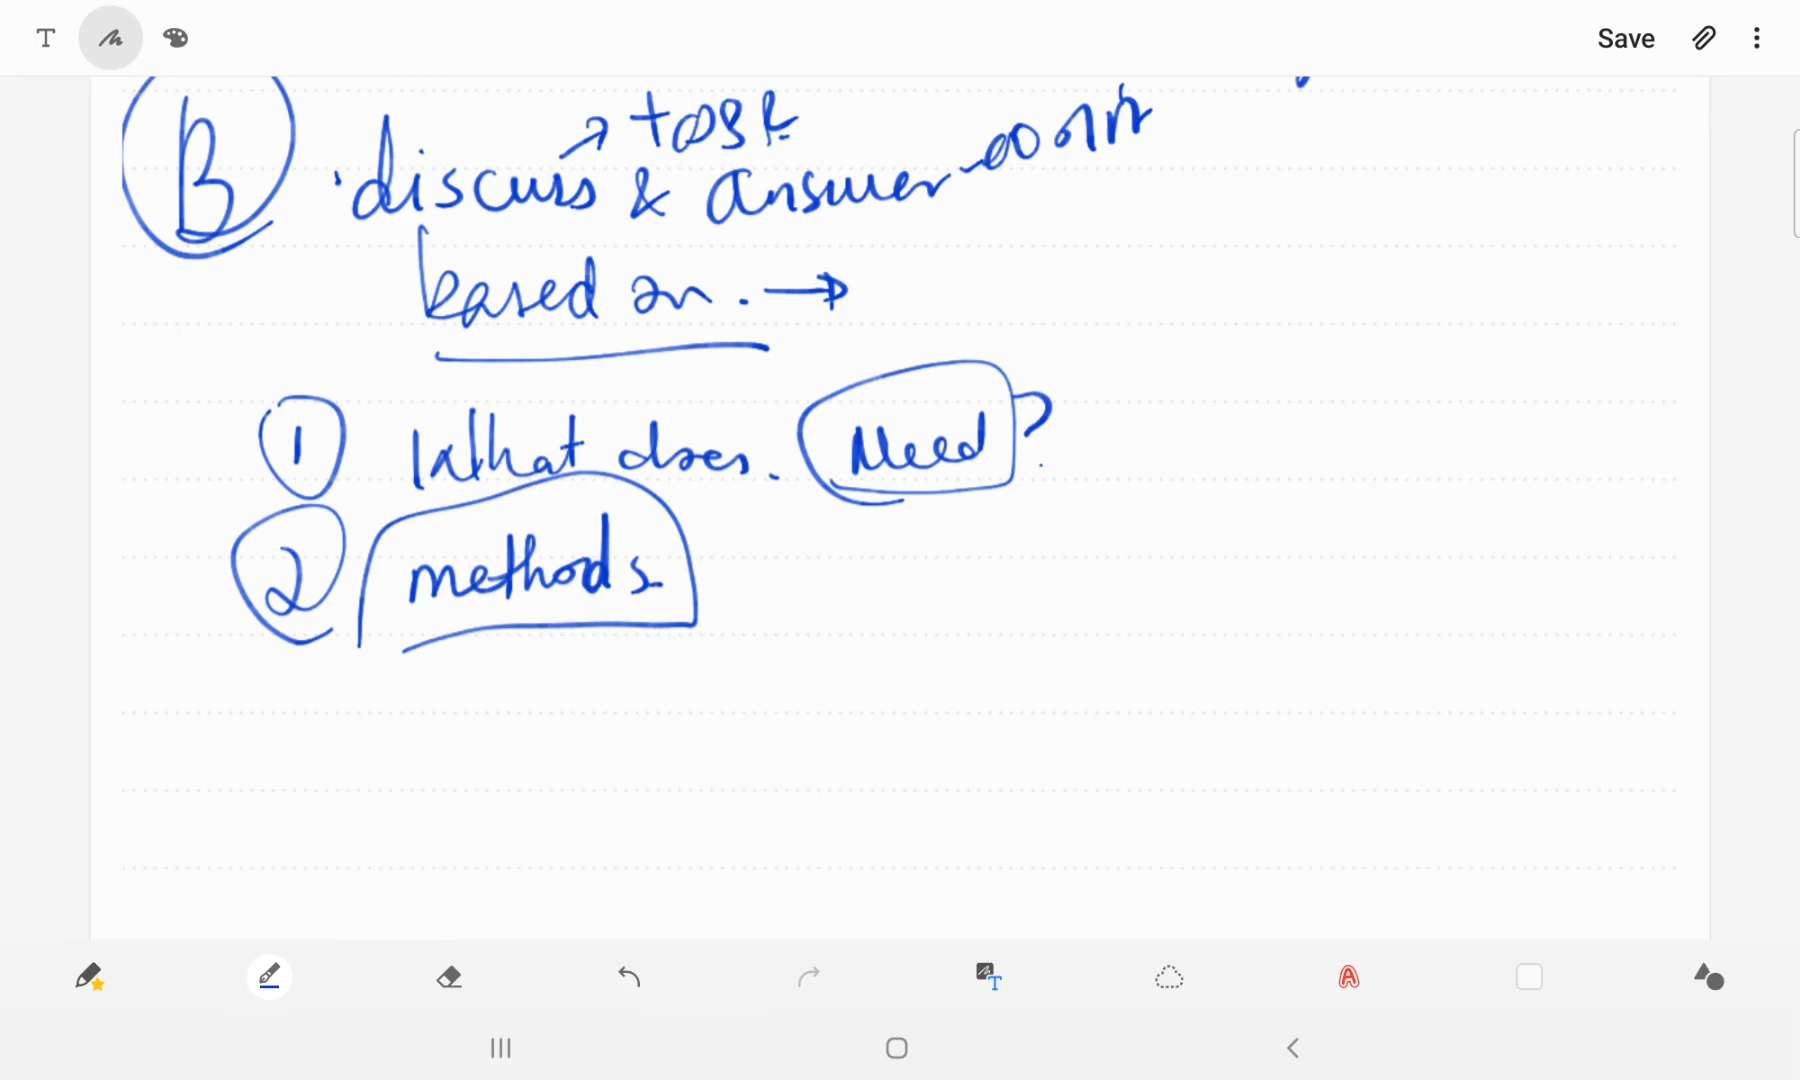 Save
B
task
discuss & answer
based on. →
1 What does. Need?
2 methods